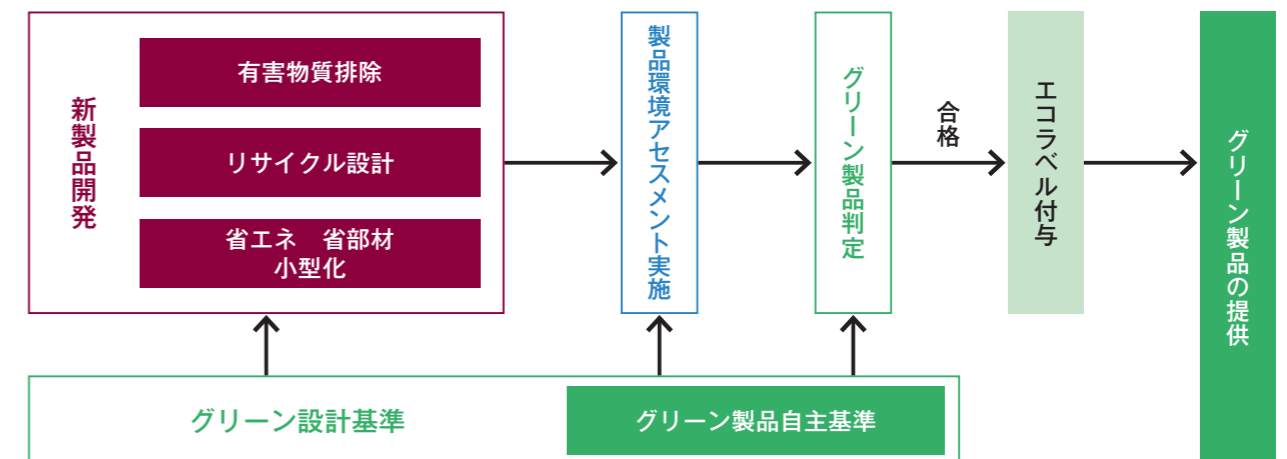 新製品開発
有害物質排除
リサイクル設計
省エネ　省部材
小型化
製品環境アセスメント実施
グリーン製品判定
合格
エコラベル付与
グリーン製品の提供
グリーン設計基準
グリーン製品自主基準